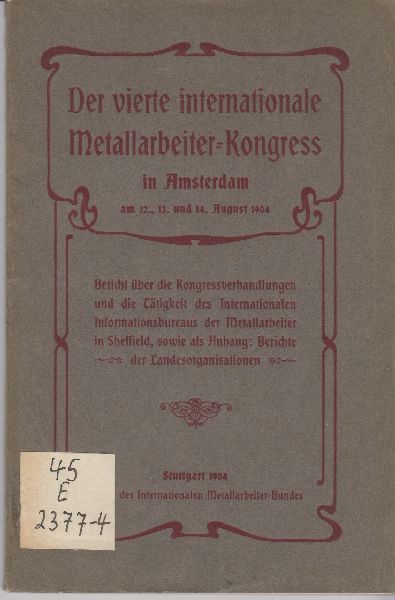 Der vierte internationale
Metallarbeiter=Kongress
in Amsterdam
am 12., 13. und 14. August 1904
Bericht über die Kongressverhandlungen
und die Tätigkeit des Internationalen
Informationsbureaus der Metallarbeiter
in Sheffield, sowie als Anhang: Berichte
der Landesorganisationen
Stuttgart 1904
des Internationalen Metallarbeiter-Bundes
45
E
2377-4